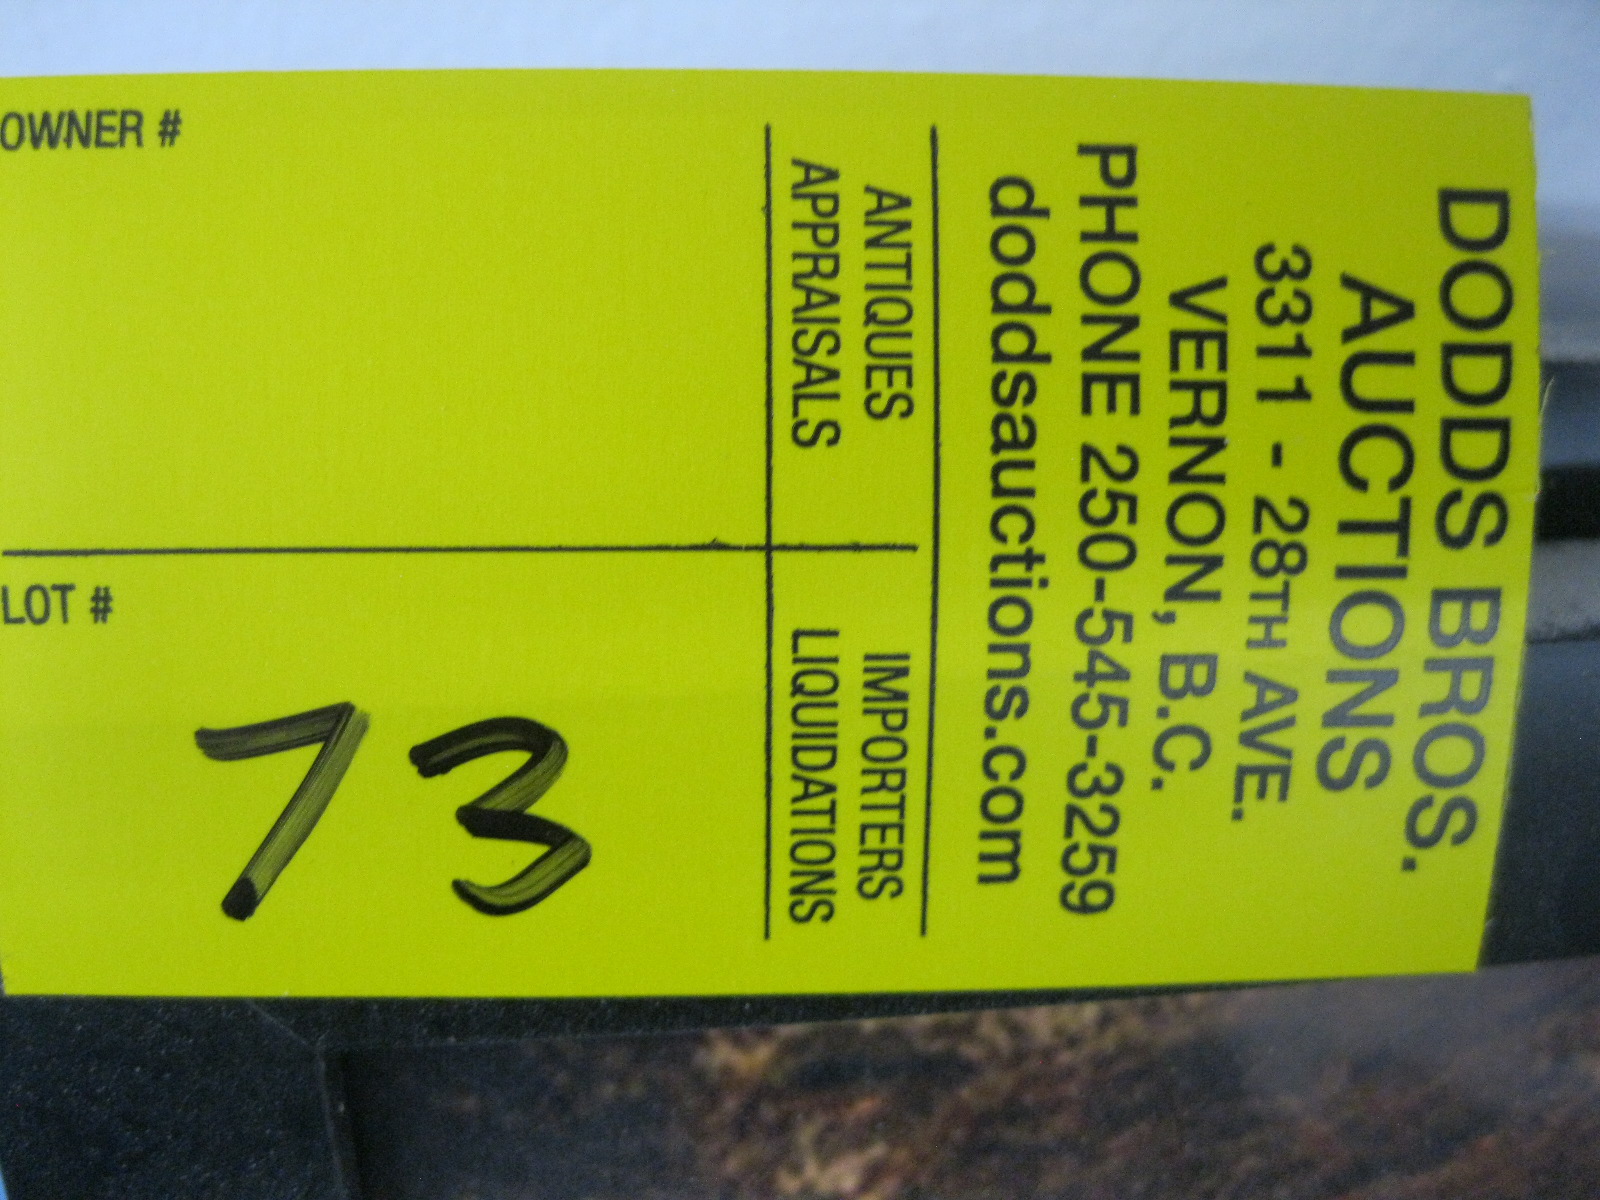 DODDS BROS.
AUCTIONS
3311 - 28TH AVE.
VERNON, B.C.
PHONE 250-545-3259
doddsauctions.com
ANTIQUES
APPRAISALS
IMPORTERS
LIQUIDATIONS
OWNER #
LOT #
73